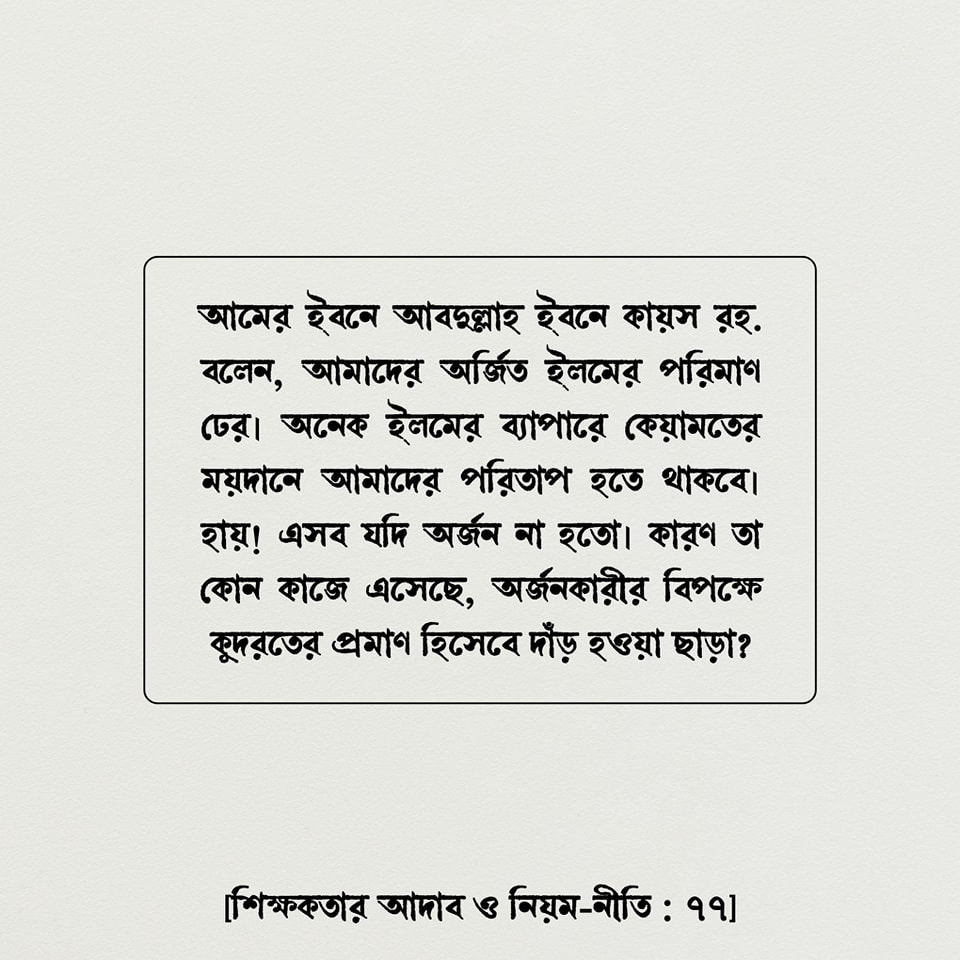 আমের ইবনে আবদুল্লাহ ইবনে কায়স রহ.
বলেন, আমাদের অর্জিত ইলমের পরিমাণ
ঢের। অনেক ইলমের ব্যাপারে কেয়ামতের
ময়দানে আমাদের পরিতাপ হতে থাকবে।
হায়! এসব যদি অর্জন না হতো। কারণ তা
কোন কাজে এসেছে, অর্জনকারীর বিপক্ষে
কুদরতের প্রমাণ হিসেবে দাঁড় হওয়া ছাড়া?
[শিক্ষকতার আদাব ও নিয়ম-নীতি : ৭৭]